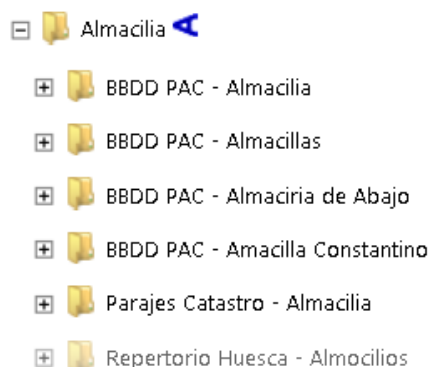 Almacilia
BBDD PAC - Almacilia
BBDD PAC - Almacillas
BBDD PAC - Almaciria de Abajo
BBDD PAC - Amacilla Constantino
Parajes Catastro - Almacilia
Repertorio Huesca - Almocilios